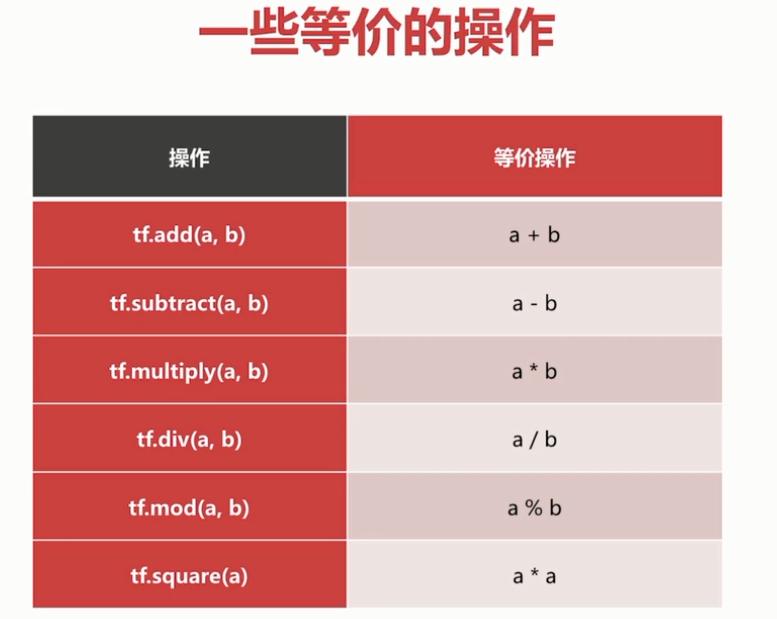 一些等价的操作
操作 等价操作
tf.add(a, b) a + b
tf.subtract(a, b) a - b
tf.multiply(a, b) a * b
tf.div(a, b) a / b
tf.mod(a, b) a % b
tf.square(a) a * a